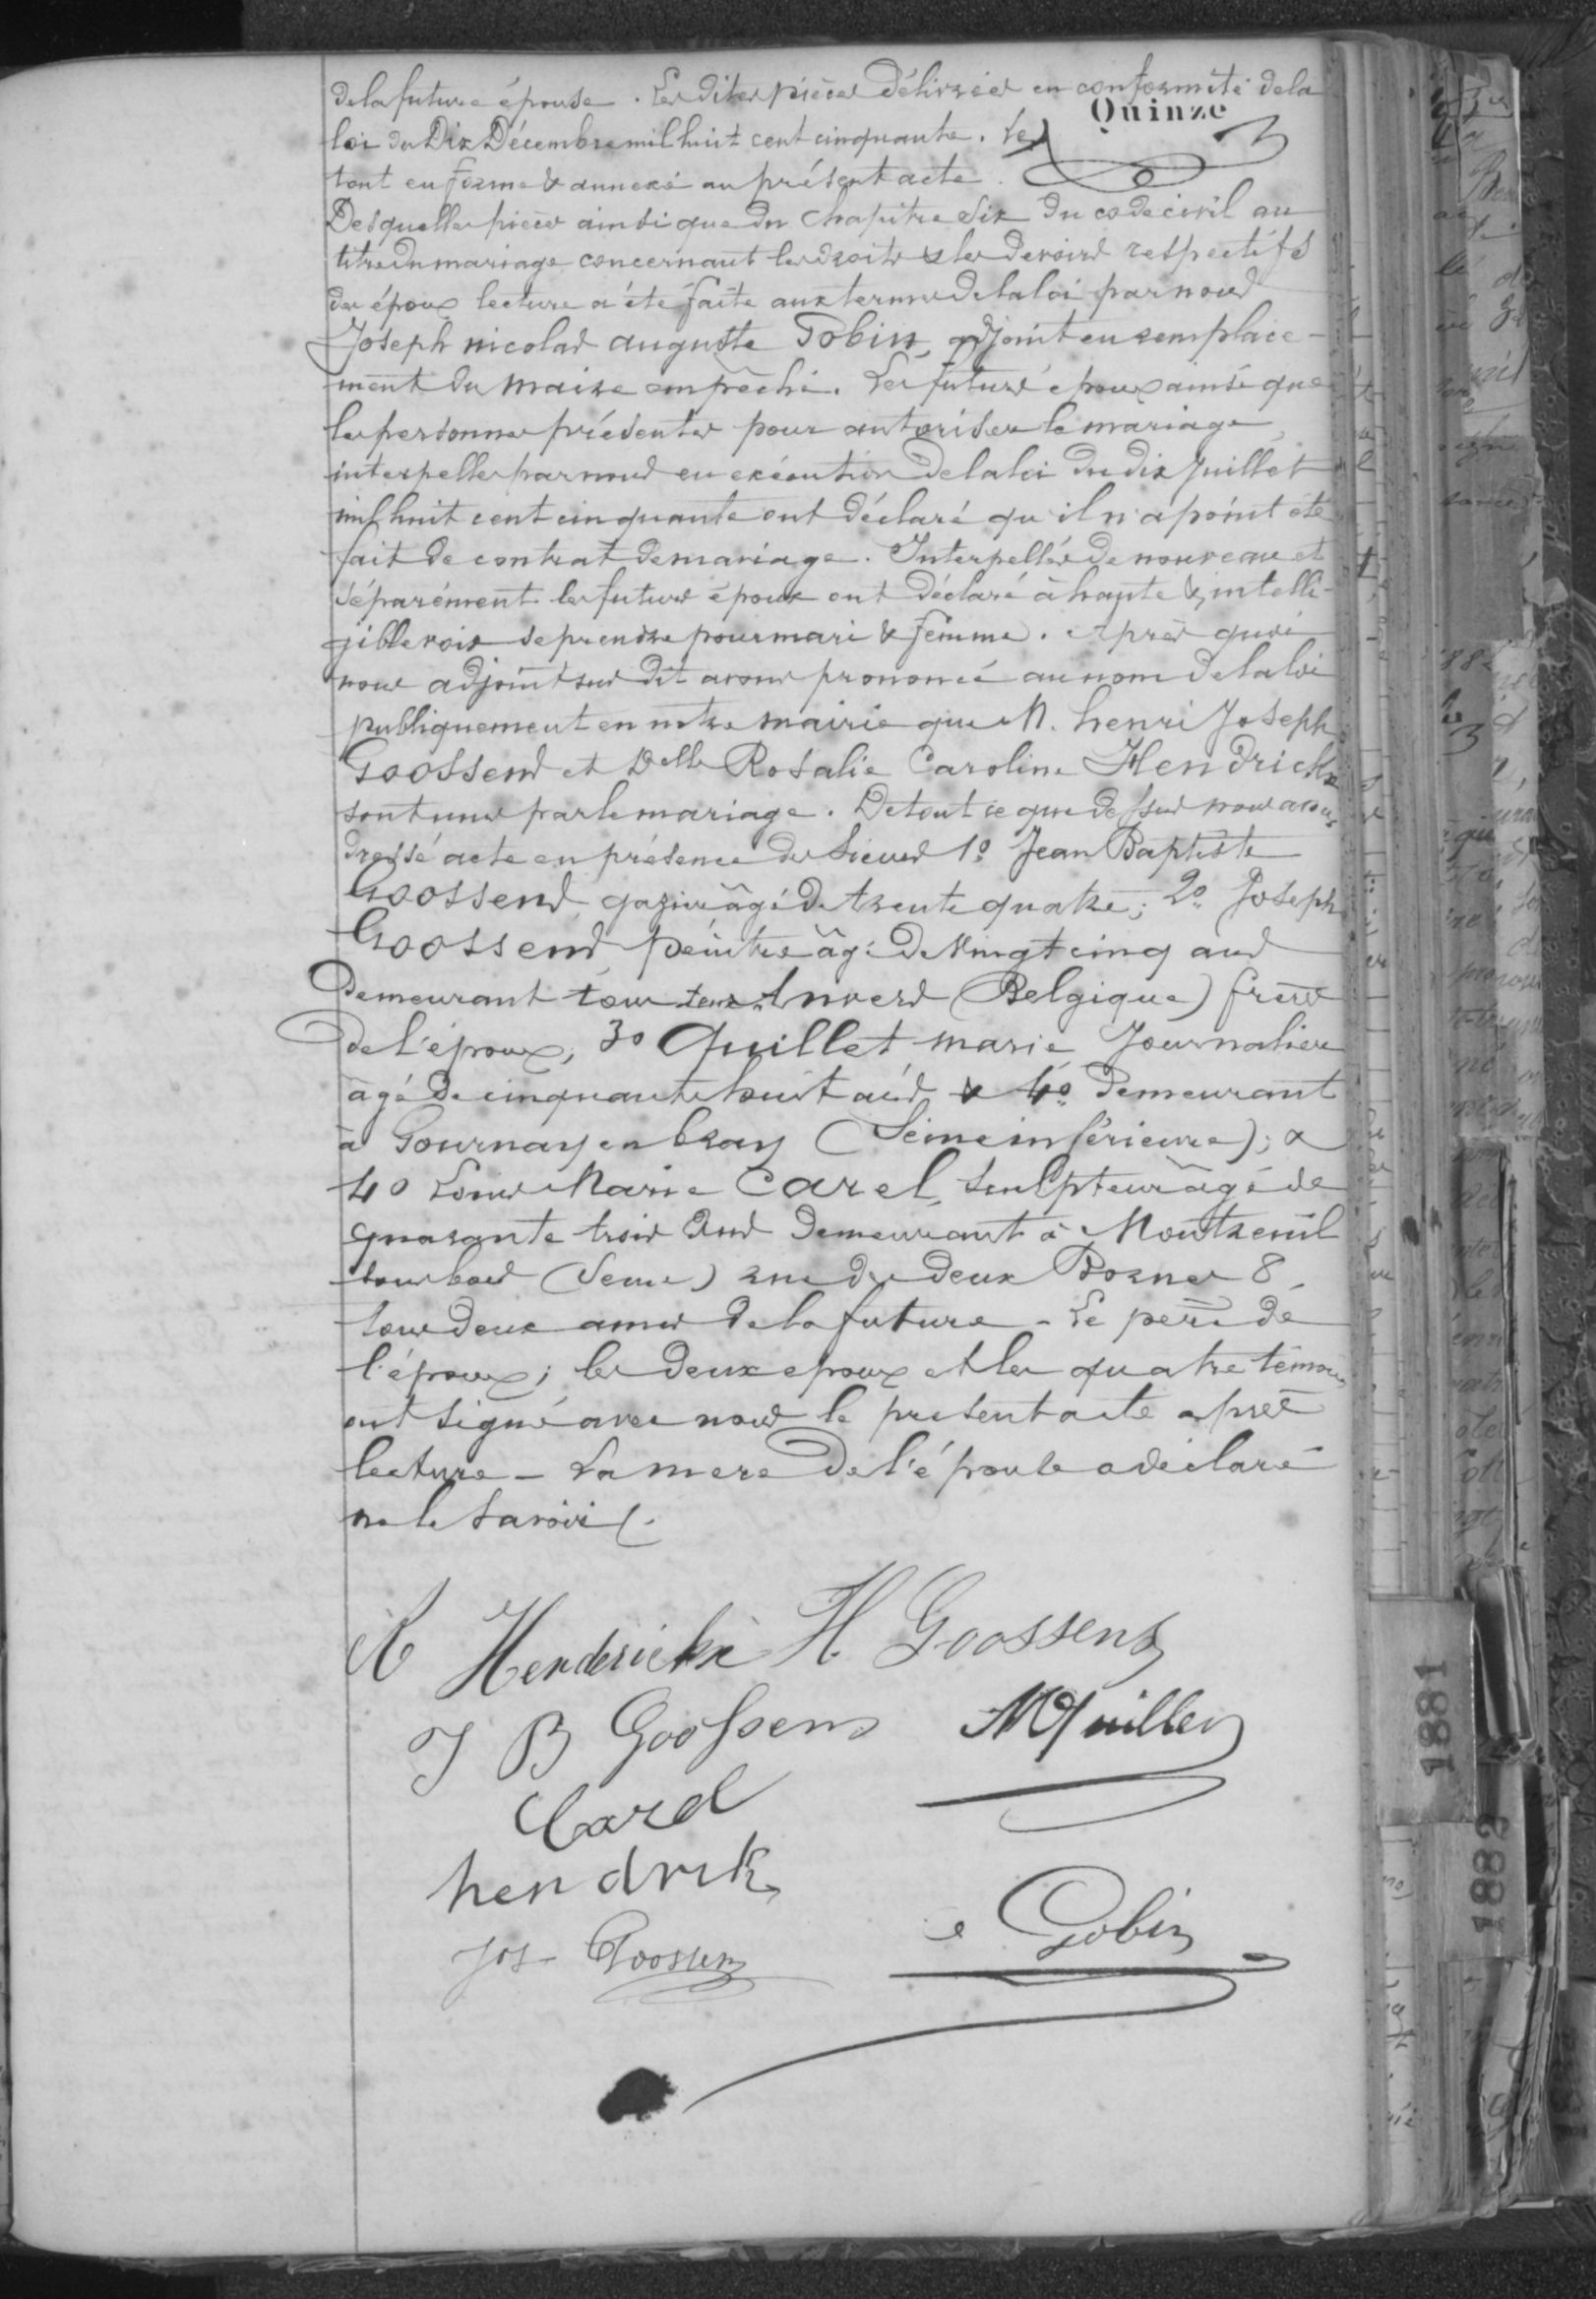 de la future épouse. Les dites pièces délivrées en conformité de la
Quinze
loi du Dix Décembre mil huit cent cinquante. Le
tout en forme & annexé au présent acte.
Desquelles pièces ainsi que du chapitre six du code civil au
titre du mariage concernant les droits & les devoirs respectifs
des époux lecture a été faite aux termes de la loi par nous
Joseph nicolas auguste Gobin, adjoint en remplace-
ment du maire empêché. Les futurs époux ainsi que
les personnes présentes pour autoriser le mariage,
interpellés par nous en exécution de la loi du dix Juillet
mil huit cent cinquante ont déclaré qu'il n'a point été
fait de contrat de mariage. Interpellés de nouveau et
séparément les futurs époux ont déclaré à haute & intelli-
gible voix se prendre pour mari & femme. Après quoi
nous adjoint sus dit avons prononcé au nom de la loi
publiquement en notre mairie que M. henri Joseph
Goossens et Delle Rosalie Caroline Hendrickx
sont unis par le mariage. De tout ce que dessus nous avons
dressé acte en présence des Sieurs 1o Jean Baptiste
Goossens, gazier âgé de trente quatre; 2o Joseph
Goossens, peintre âgé de vingt cinq ans
Demeurant tous deux Anvers (Belgique) frères
de l'époux; 3o Quillet marie Journalier
âgé de cinquante huit ans & 4o demeurant
à Gournay en bray (Seine inférieure); &
4o Louis Marie Carel, sculpteur âgé de
quarante trois ans demeurant à Montreuil
sous bois (Seine) rue des deux Bornes 8,
tous deux amis de la future - Le père de
l'époux; les deux epoux et les quatre témoins
ont signé avec nous le present acte après
lecture - La mere de l'épouse a déclaré
ne le savoir.
R Henderickx H. Goossens
J B Goossens M Quillet
Carel
hendrik
Jos - Goossens Gobin
1881
1882